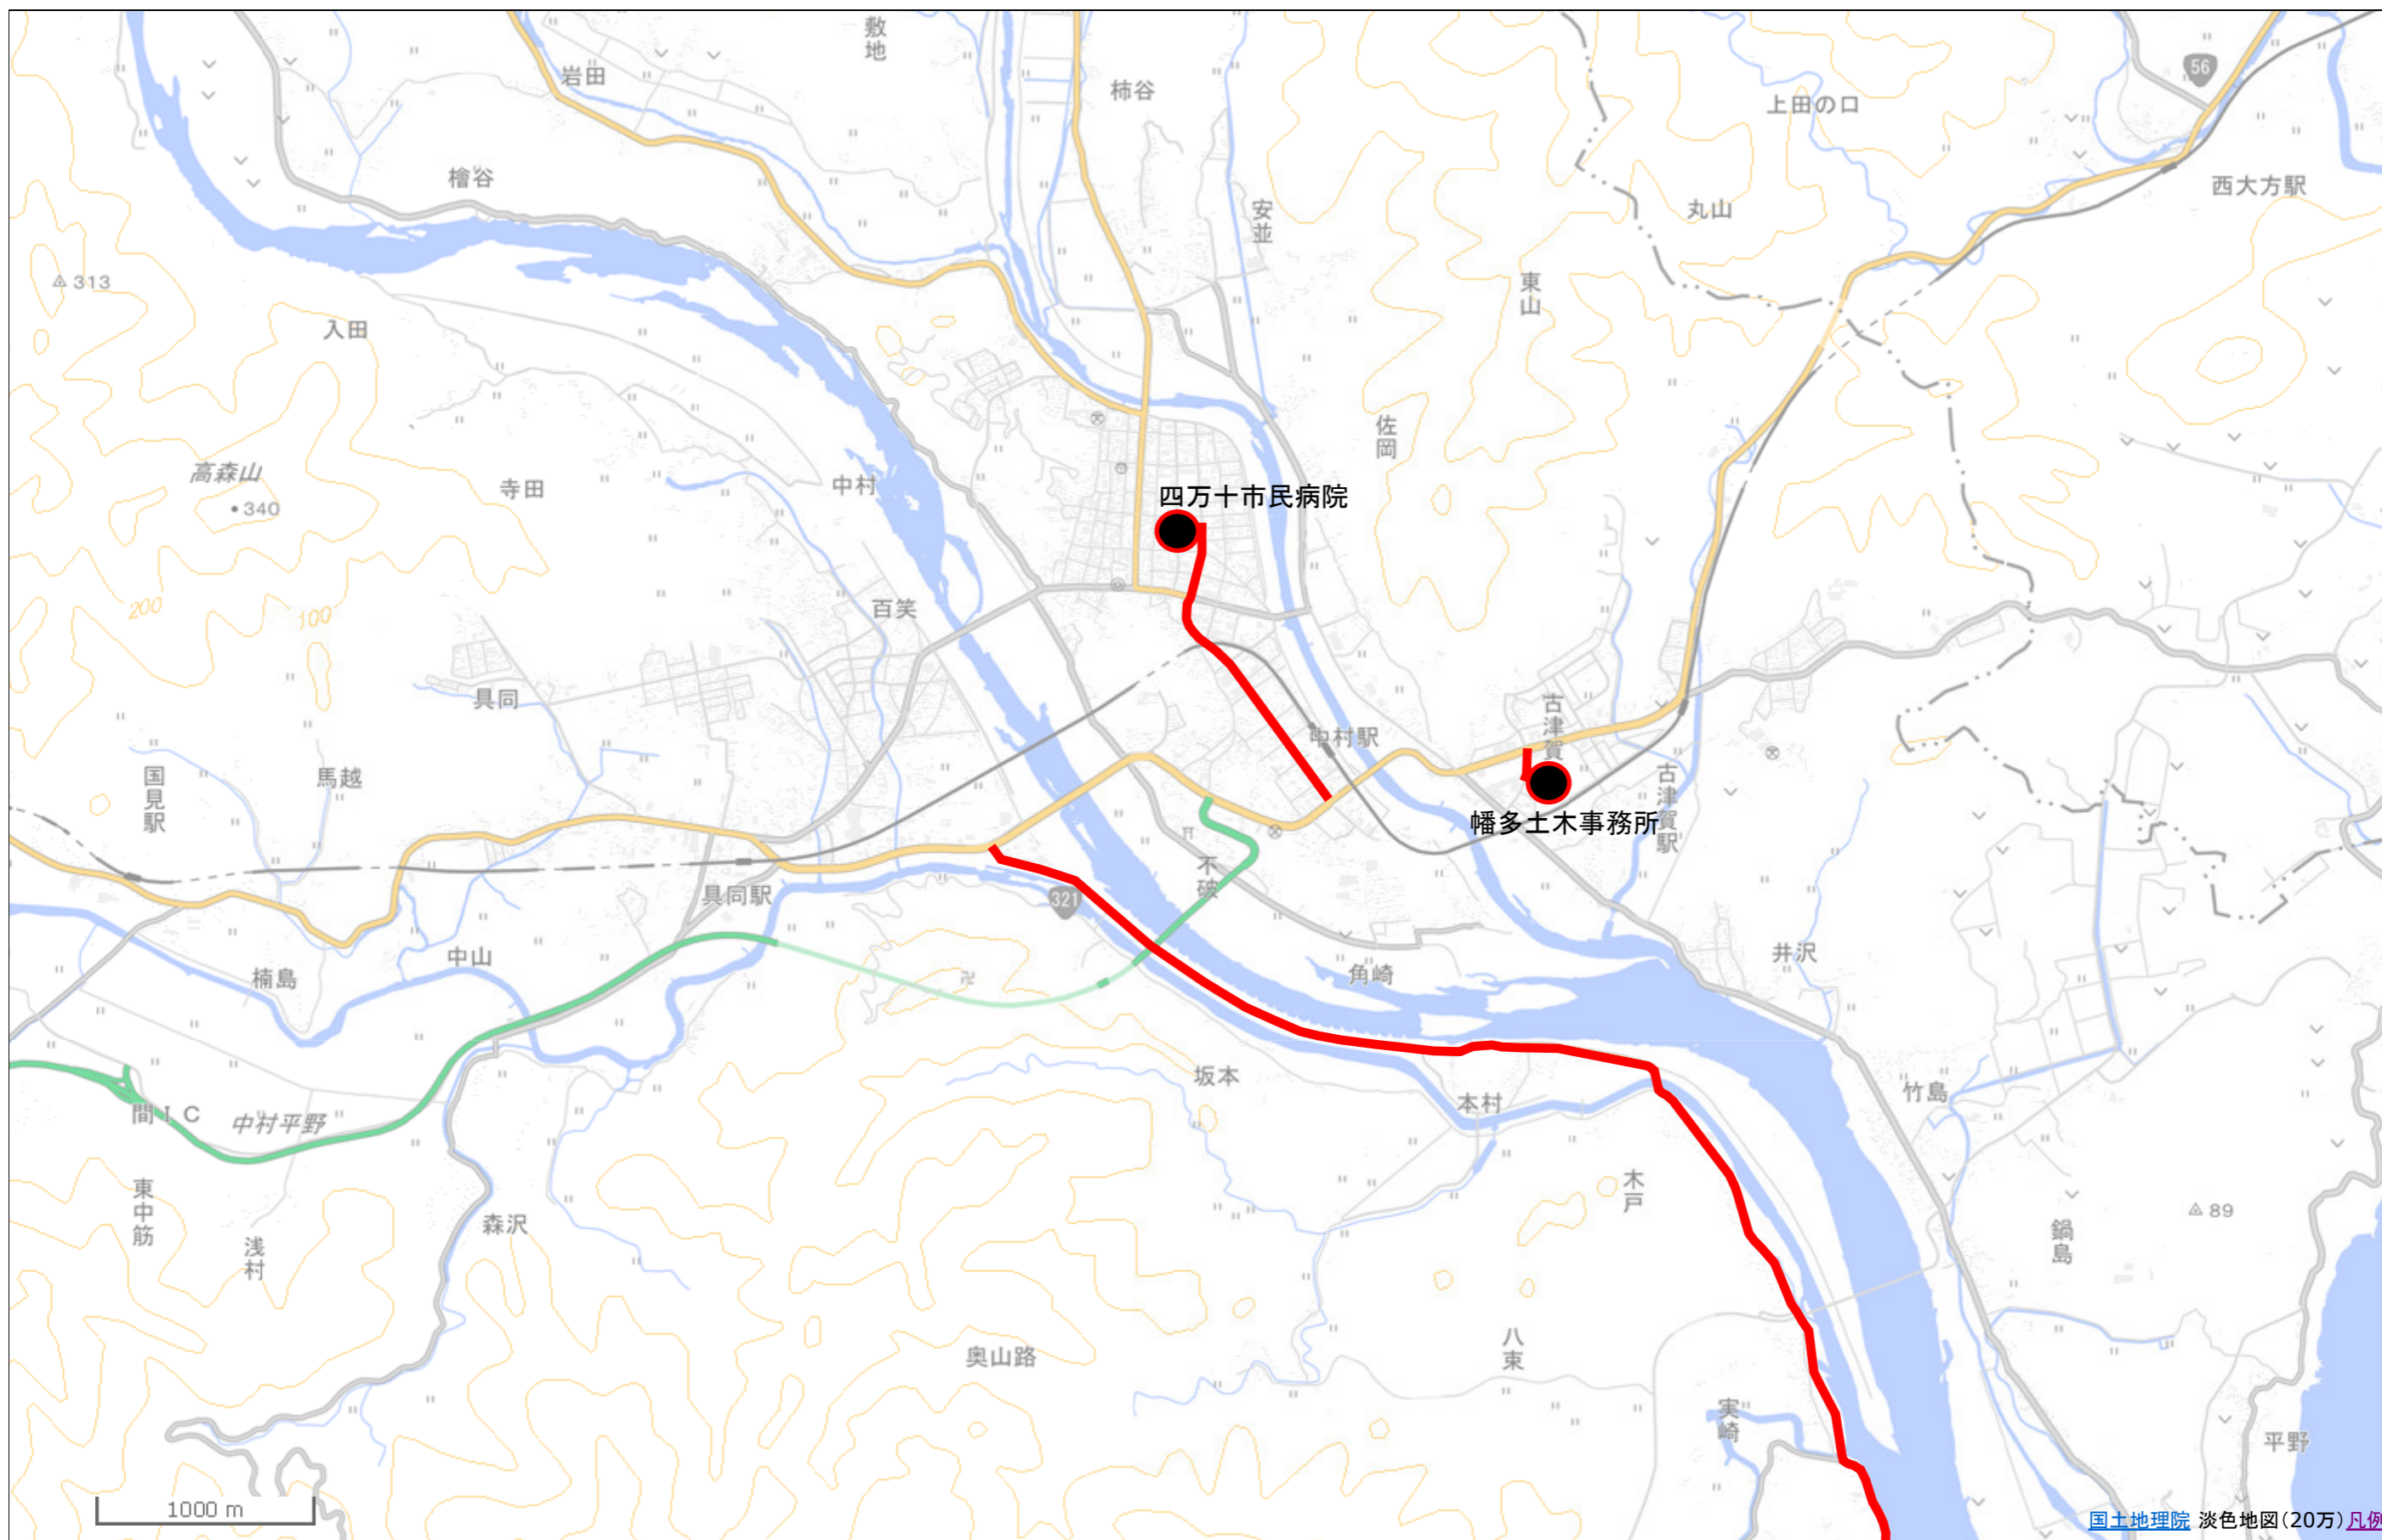 敷地
岩田
柿谷
56
上田の口
檜谷
西大方駅
安並
丸山
313
東山
入田
佐岡
高森山
340
寺田
中村
四万十市民病院
200
100
百笑
具同
古津賀
中村駅
国見駅
馬越
古津賀駅
幡多土木事務所
不破
具同駅
321
中山
楠島
角崎
井沢
坂本
竹島
本村
間IC
中村平野
東中筋
木戸
浅村
森沢
89
鍋島
奥山路
八束
実崎
平野
1000 m
国土地理院 淡色地図(20万)凡例